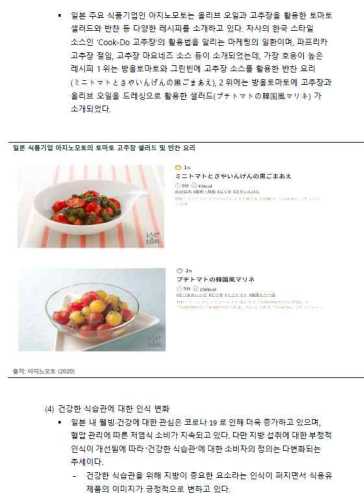 ▪ 일본 주요 식품기업인 아지노모토는 올리브 오일과 고추장을 활용한 토마토
샐러드와 반찬 등 다양한 레시피를 소개하고 있다. 자사의 한국 스타일
소스인 'Cook-Do 고추장'의 활용법을 알리는 마케팅의 일환이며, 파프리카
고추장 절임, 고추장 마요네즈 소스 등이 소개되었는데, 가장 호응이 높은
레시피 1 위는 방울토마토와 그린빈에 고추장 소스를 활용한 반찬 요리
(ミニトマトとさやいんげんの黒ごまあえ), 2 위에는 방울토마토에 고추장과
올리브 오일을 드레싱으로 활용한 샐러드(プチトマトの韓国風マリネ) 가
소개되었다.
일본 식품기업 아지노모토의 토마토 고추장 샐러드 및 반찬 요리
1位
ミニトマトとさやいんげんの黒ごまあえ
2位
プチトマトの韓国風マリネ
출처: 아지노모토 (2020)
(4) 건강한 식습관에 대한 인식 변화
▪ 일본 내 웰빙·건강에 대한 관심은 코로나 19 로 인해 더욱 증가하고 있으며,
혈압 관리에 따른 저염식 소비가 지속되고 있다. 다만 지방 섭취에 대한 부정적
인식이 개선됨에 따라 '건강한 식습관'에 대한 소비자의 정의는 다변화되는
추세이다.
- 건강한 식습관을 위해 지방이 중요한 요소라는 인식이 퍼지면서 식용유
제품의 이미지가 긍정적으로 변하고 있다.